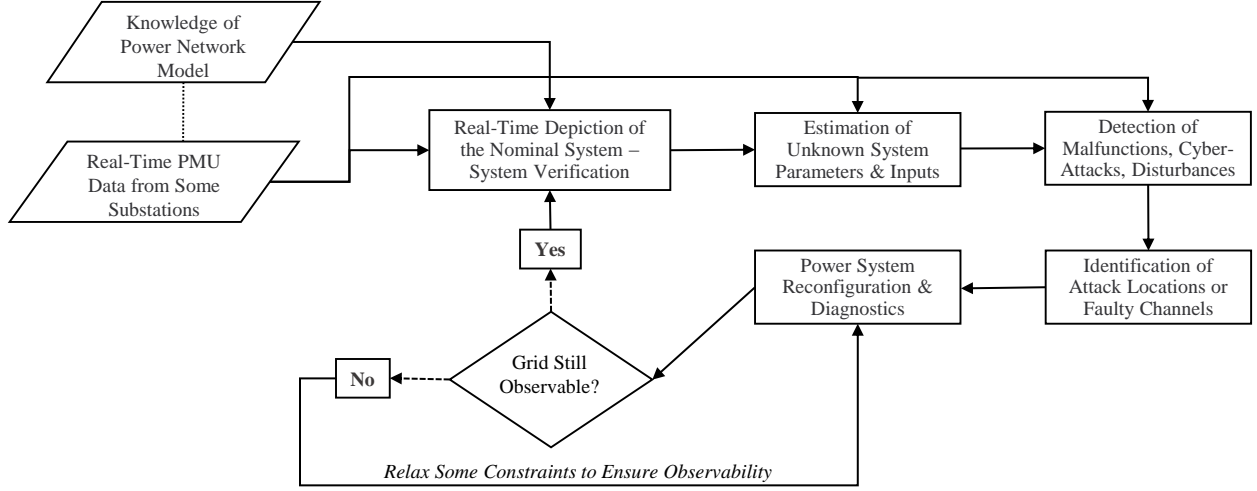 Knowledge of
Power Network
Model
Real-Time PMU
Data from Some
Substations
Real-Time Depiction of
the Nominal System –
System Verification
Estimation of
Unknown System
Parameters & Inputs
Detection of
Malfunctions, Cyber-
Attacks, Disturbances
Yes
Power System
Reconfiguration &
Diagnostics
Identification of
Attack Locations or
Faulty Channels
Grid Still
Observable?
No
Relax Some Constraints to Ensure Observability